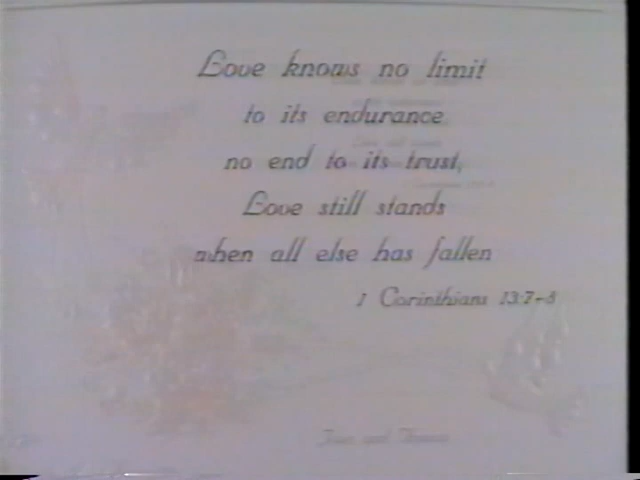 Love knows no limit
to its endurance
no end to its trust,
Love still stands
when all else has fallen
1 Corinthians 13:7-8